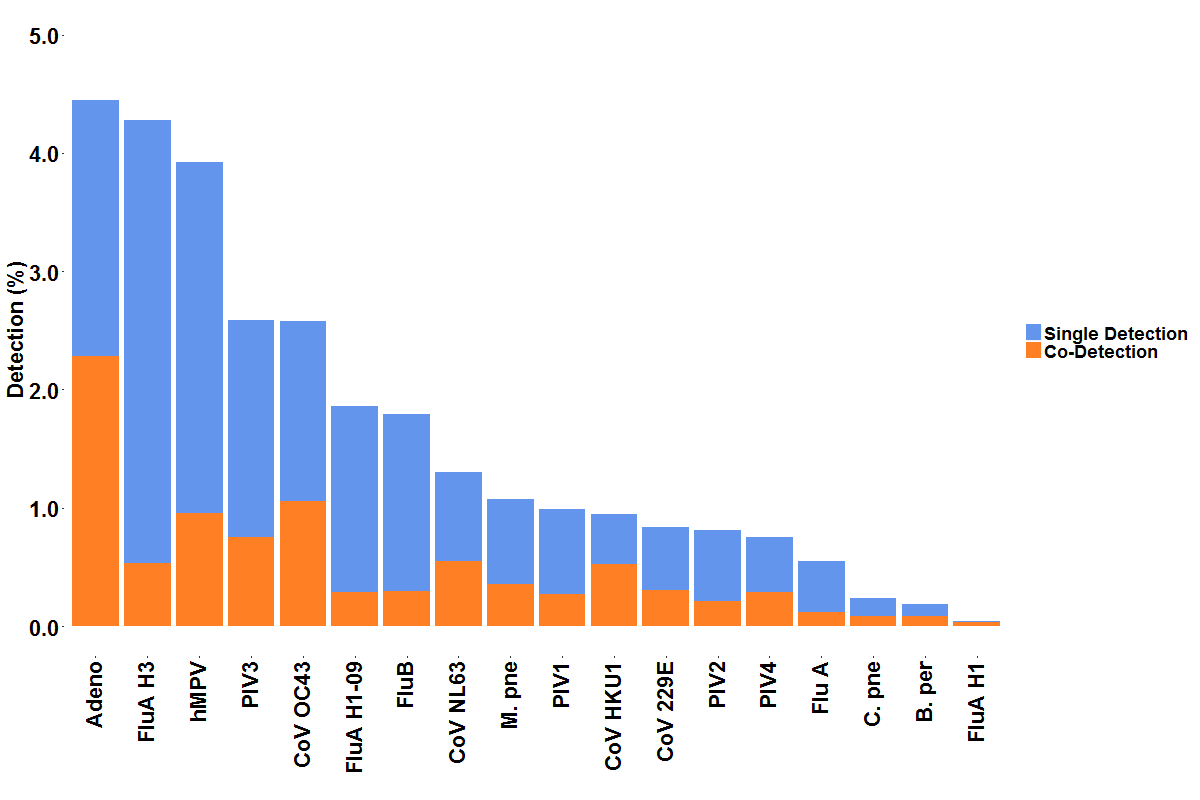 5.0
4.0
3.0
2.0
1.0
0.0
Detection (%)
Single Detection
Co-Detection
Adeno
FluA H3
hMPV
PIV3
CoV OC43
FluA H1-09
FluB
CoV NL63
M. pne
PIV1
CoV HKU1
CoV 229E
PIV2
PIV4
Flu A
C. pne
B. per
FluA H1